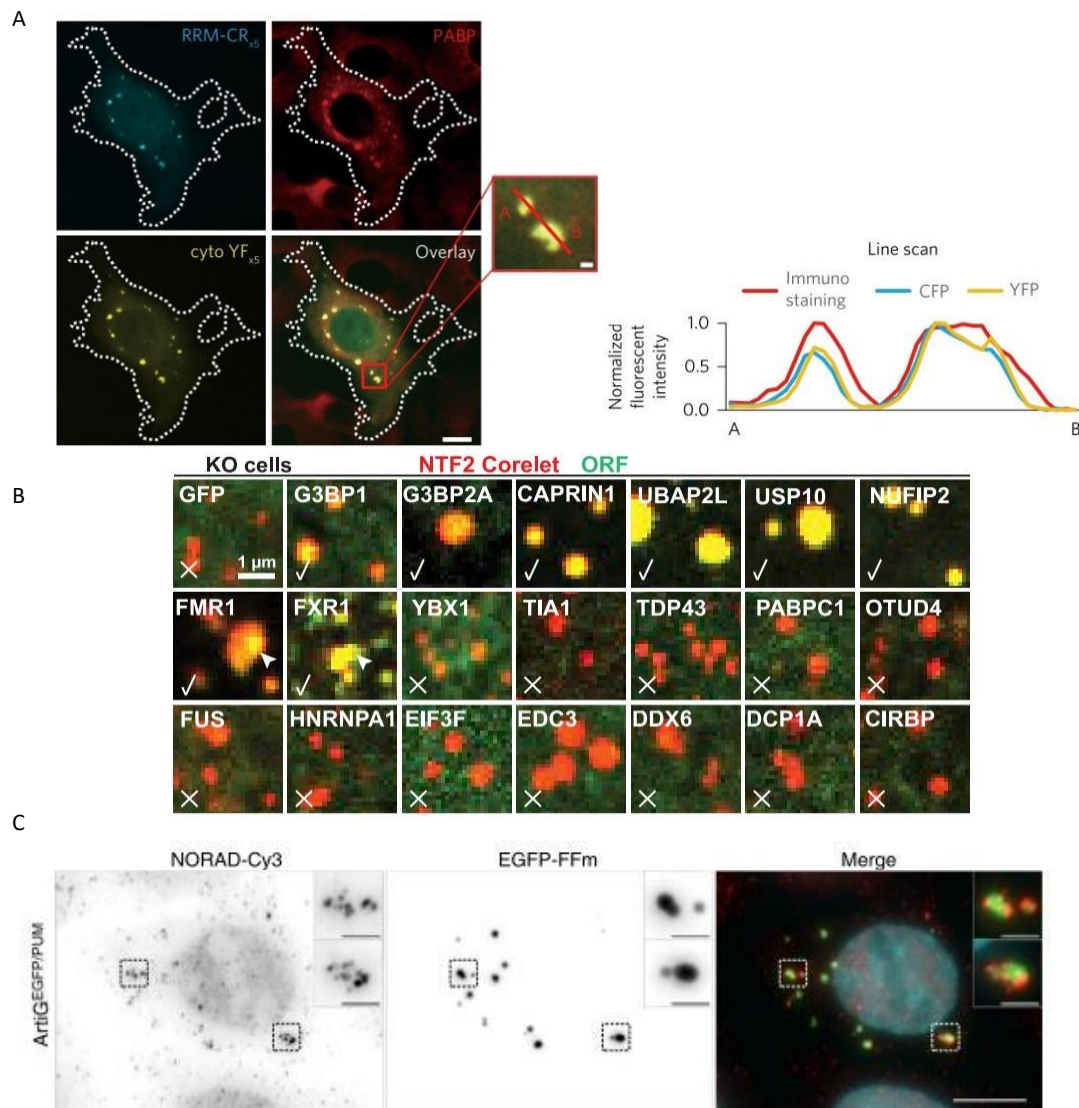 A
RRM-CRx5
PABP
cyto YFx5
Overlay
A
B
Line scan
Immuno staining
CFP
YFP
Normalized fluorescent intensity
1.0
0.5
0.0
A
B
B
KO cells NTF2 Corelet ORF
GFP G3BP1 G3BP2A CAPRIN1 UBAP2L USP10 NUFIP2
1 µm
FMR1 FXR1 YBX1 TIA1 TDP43 PABPC1 OTUD4
FUS HNRNPA1 EIF3F EDC3 DDX6 DCP1A CIRBP
C
NORAD-Cy3 EGFP-FFm Merge
ArtiG EGFP/PUM